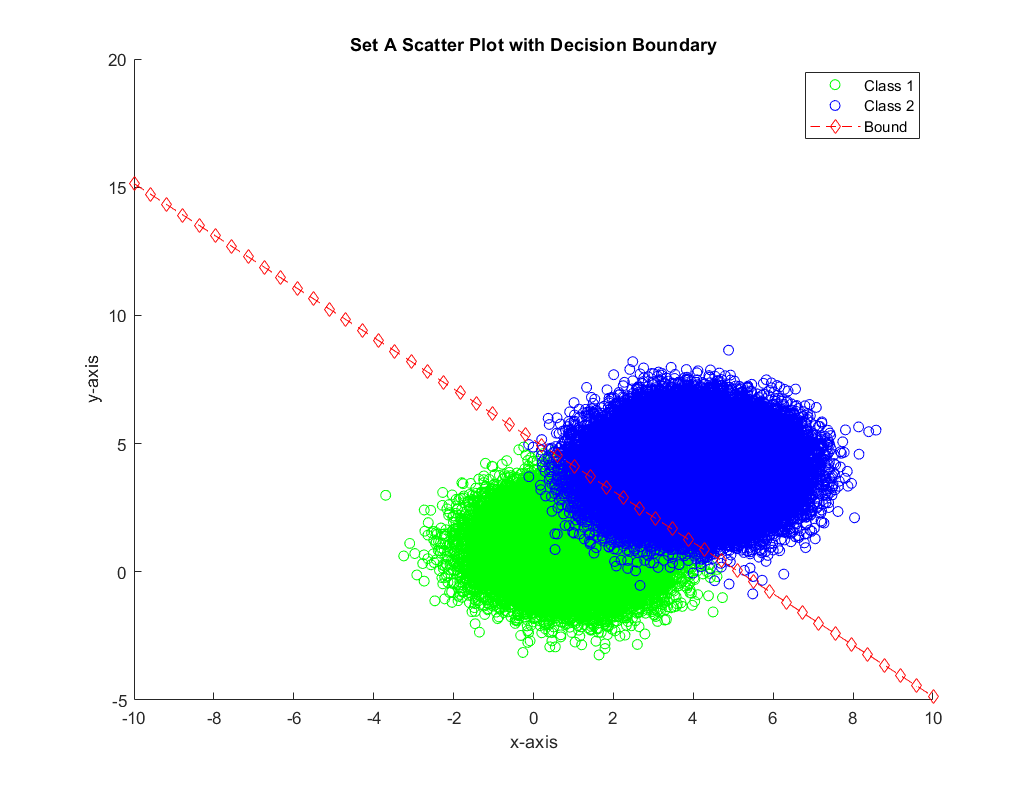 Set A Scatter Plot with Decision Boundary
20
15
10
5
0
-5
y-axis
Class 1
Class 2
Bound
-10 -8 -6 -4 -2 0 2 4 6 8 10
x-axis